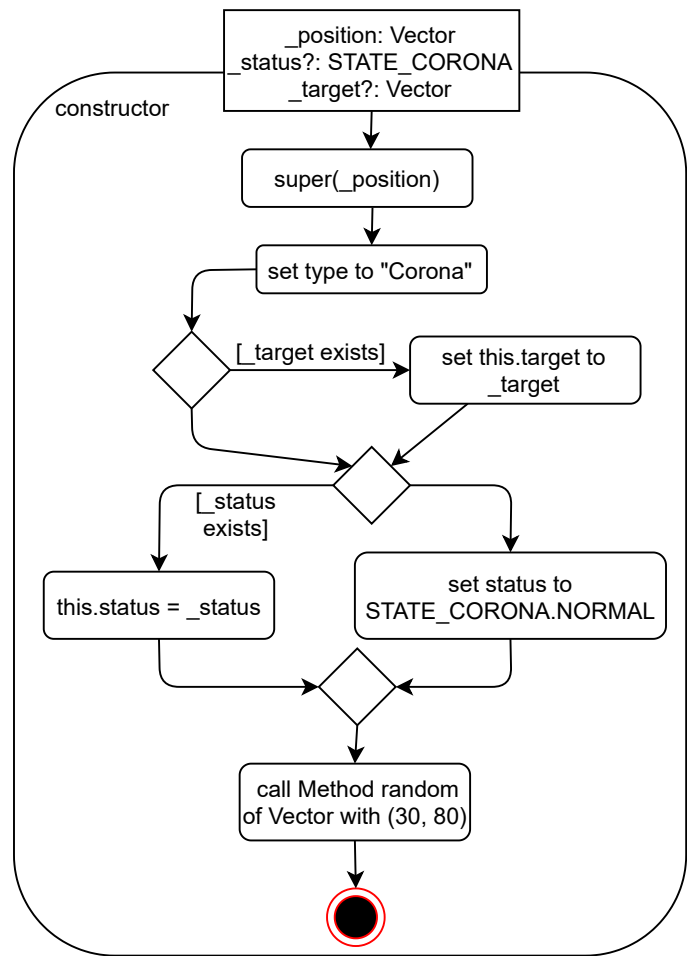 _position: Vector
_status?: STATE_CORONA
_target?: Vector
constructor
super(_position)
set type to "Corona"
[_target exists]
set this.target to
_target
[_status
exists]
this.status = _status
set status to
STATE_CORONA.NORMAL
call Method random
of Vector with (30, 80)